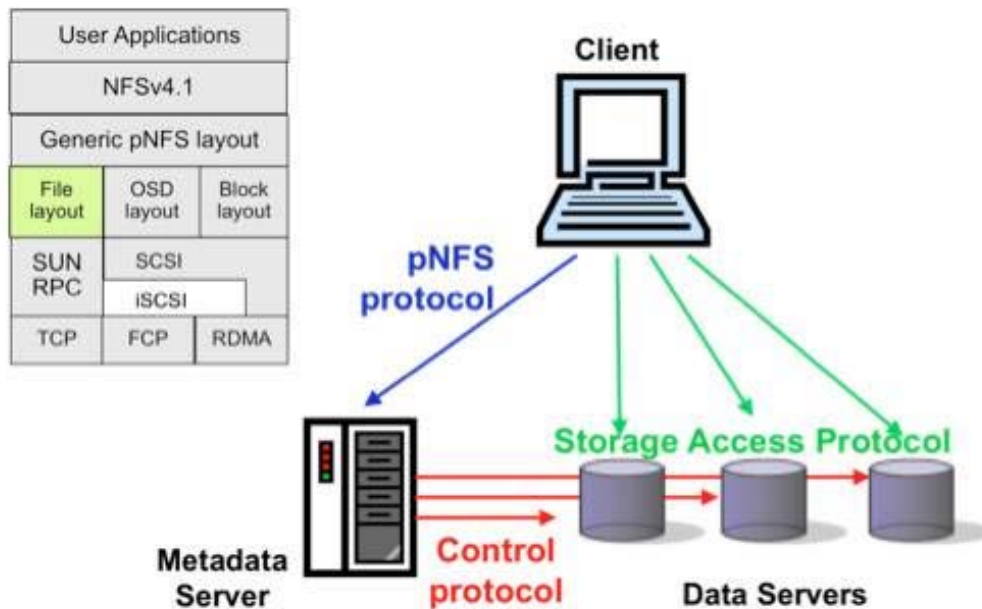 User Applications
NFSv4.1
Generic pNFS layout
File
layout
OSD
layout
Block
layout
SUN
RPC
SCSI
iSCSI
TCP
FCP
RDMA
Client
pNFS
protocol
Storage Access Protocol
Control
protocol
Metadada
Server
Data Servers